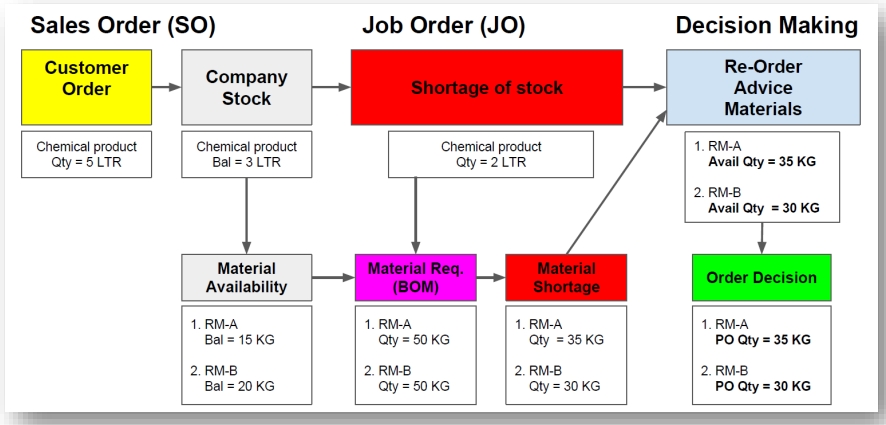 Sales Order (SO)
Job Order (JO)
Decision Making
Customer
Order
Company
Stock
Shortage of stock
Re-Order
Advice
Materials
Chemical product
Qty = 5 LTR
Chemical product
Bal = 3 LTR
Chemical product
Qty = 2 LTR
1. RM-A
Avail Qty = 35 KG
2. RM-B
Avail Qty = 30 KG
Material
Availability
Material Req.
(BOM)
Material
Shortage
Order Decision
1. RM-A
Bal = 15 KG
2. RM-B
Bal = 20 KG
1. RM-A
Qty = 50 KG
2. RM-B
Qty = 50 KG
1. RM-A
Qty = 35 KG
2. RM-B
Qty = 30 KG
1. RM-A
PO Qty = 35 KG
2. RM-B
PO Qty = 30 KG